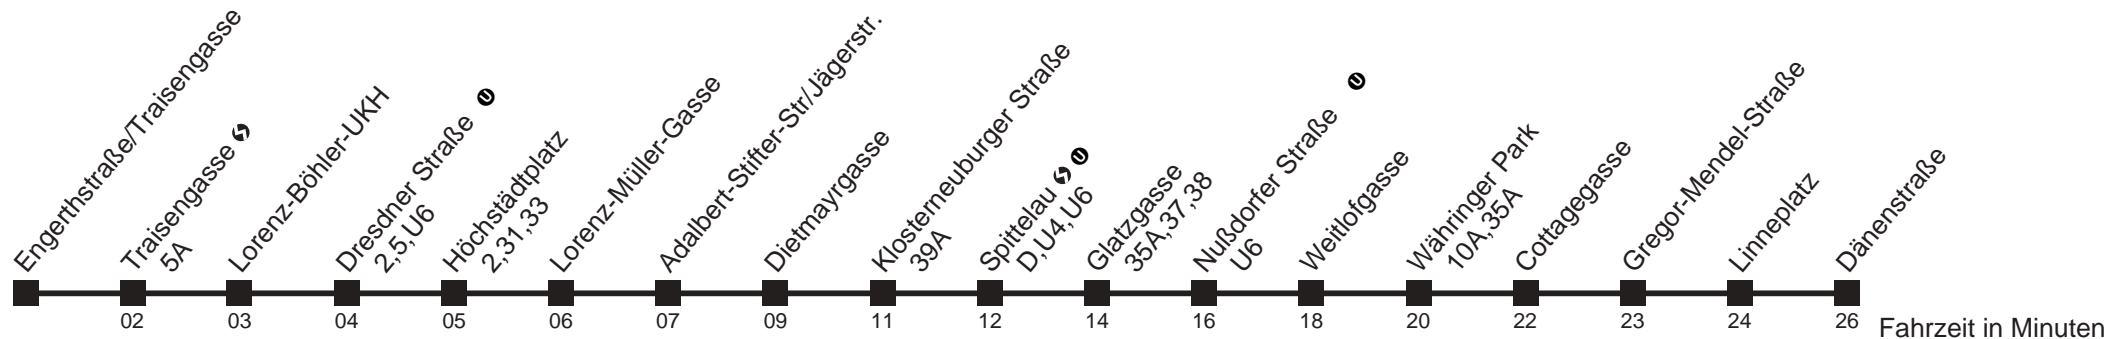 Engerthstraße/Traisengasse
Traisengasse
5A
Lorenz-Böhler-UKH
Dresdner Straße U
2,5,U6
Höchstädtplatz
2,31,33
Lorenz-Müller-Gasse
Adalbert-Stifter-Str/Jägerstr.
Dietmayrgasse
Klosterneuburger Straße
39A
Spittelau U
D,U4,U6
Glatzgasse
35A,37,38
Nußdorfer Straße U
U6
Weitlofgasse
Währinger Park
10A,35A
Cottagegasse
Gregor-Mendel-Straße
Linneplatz
Dänenstraße
02 03 04 05 06 07 09 11 12 14 16 18 20 22 23 24 26 Fahrzeit in Minuten